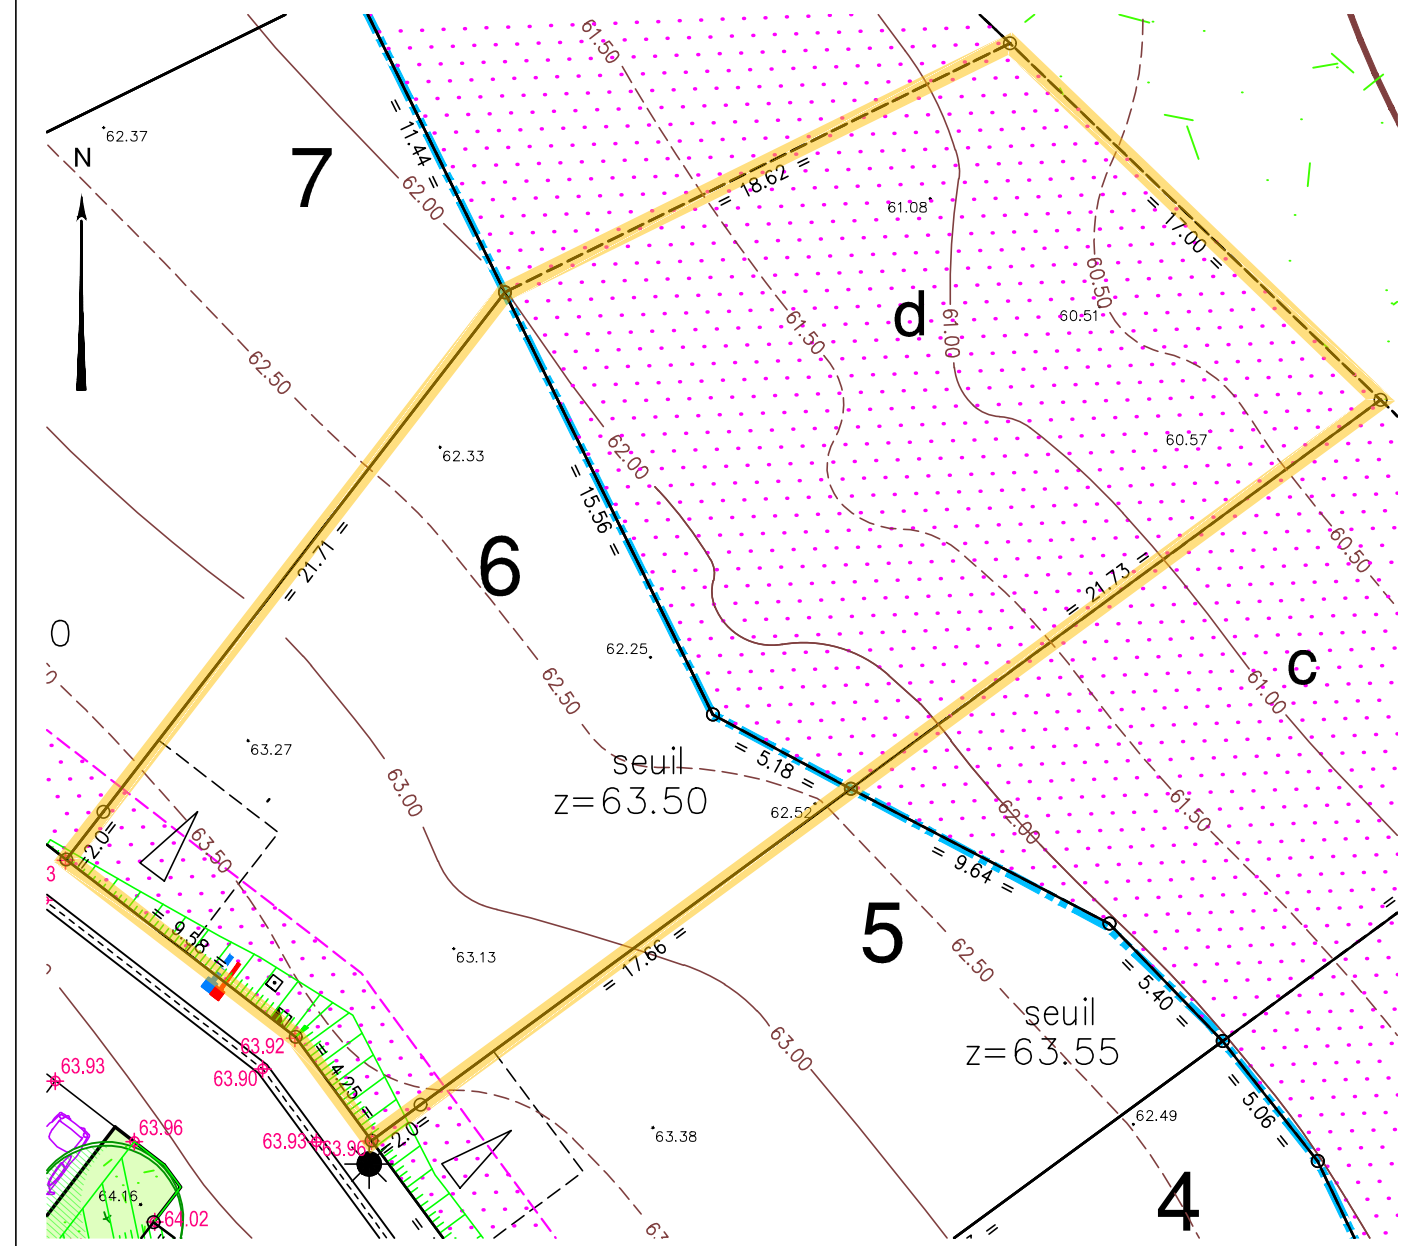 61.50
62.37
N
7
= 11.44 =
62.00
= 18.62 =
61.08
= 17.00 =
d
60.50
60.51
61.50
61.00
62.50
62.33
62.00
60.57
= 15.56 =
6
= 21.71 =
60.50
= 21.73 =
0
62.25
c
61.00
62.50
63.27
seuil
z=63.50
= 5.18 =
63.00
62.52
61.50
62.00
63.50
=2.0=
3
= 9.58 =
= 9.64 =
5
63.13
= 17.66 =
62.50
= 5.40 =
seuil
z=63.55
63.92
63.90
63.93
63.00
= 4.25 =
=2.0=
= 5.06 =
62.49
63.96
63.93
63.96
63.38
64.16
64.02
4